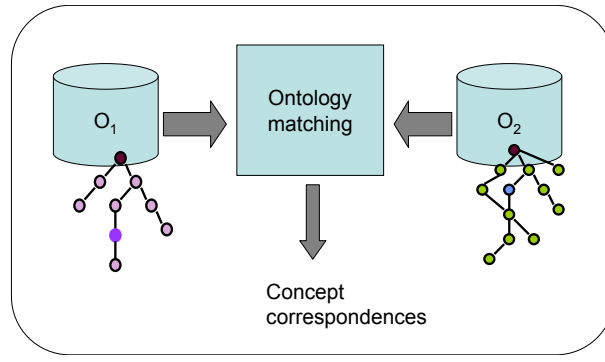 O₁
Ontology
matching
O₂
Concept
correspondences